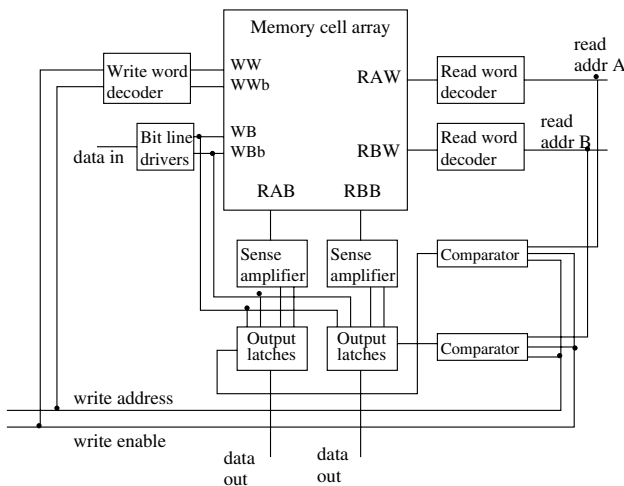 Memory cell array
read
addr A
Write word
decoder
WW
WWb
RAW
Read word
decoder
data in
Bit line
drivers
WB
WBb
RBW
Read word
decoder
read
addr B
RAB
RBB
Sense
amplifier
Sense
amplifier
Comparator
Output
latches
Output
latches
Comparator
write address
write enable
data
out
data
out